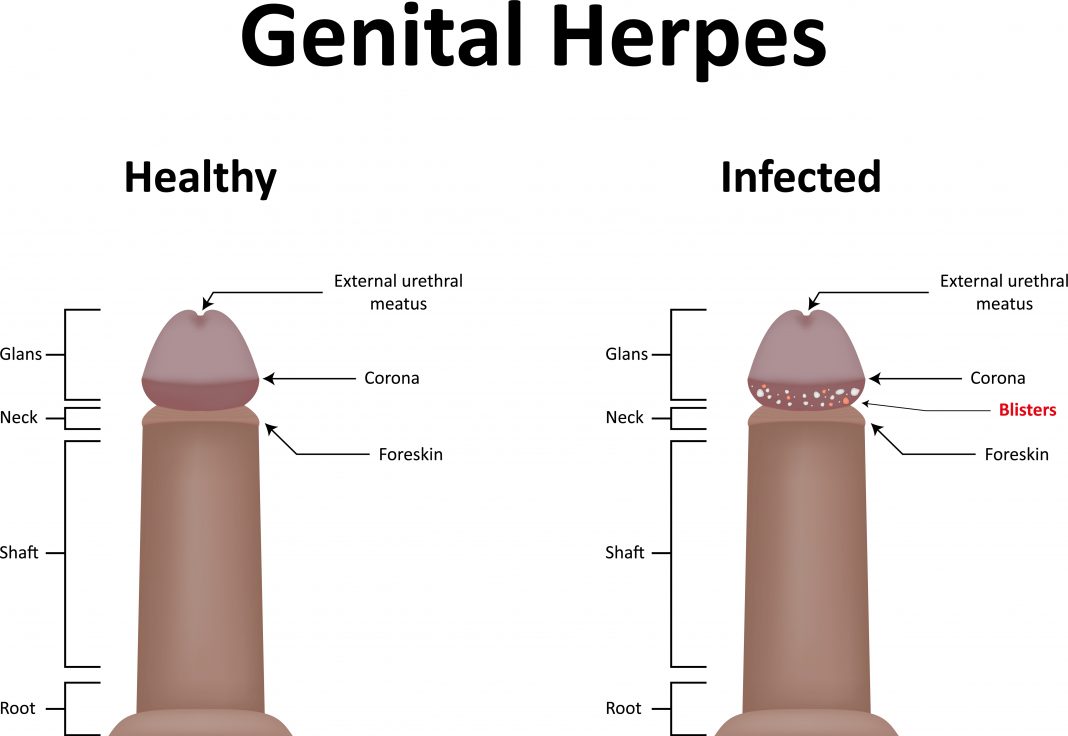 Genital Herpes
Healthy
External urethral
meatus
Glans
Corona
Neck
Foreskin
Shaft
Root
Infected
External urethral
meatus
Glans
Corona
Blisters
Neck
Foreskin
Shaft
Root